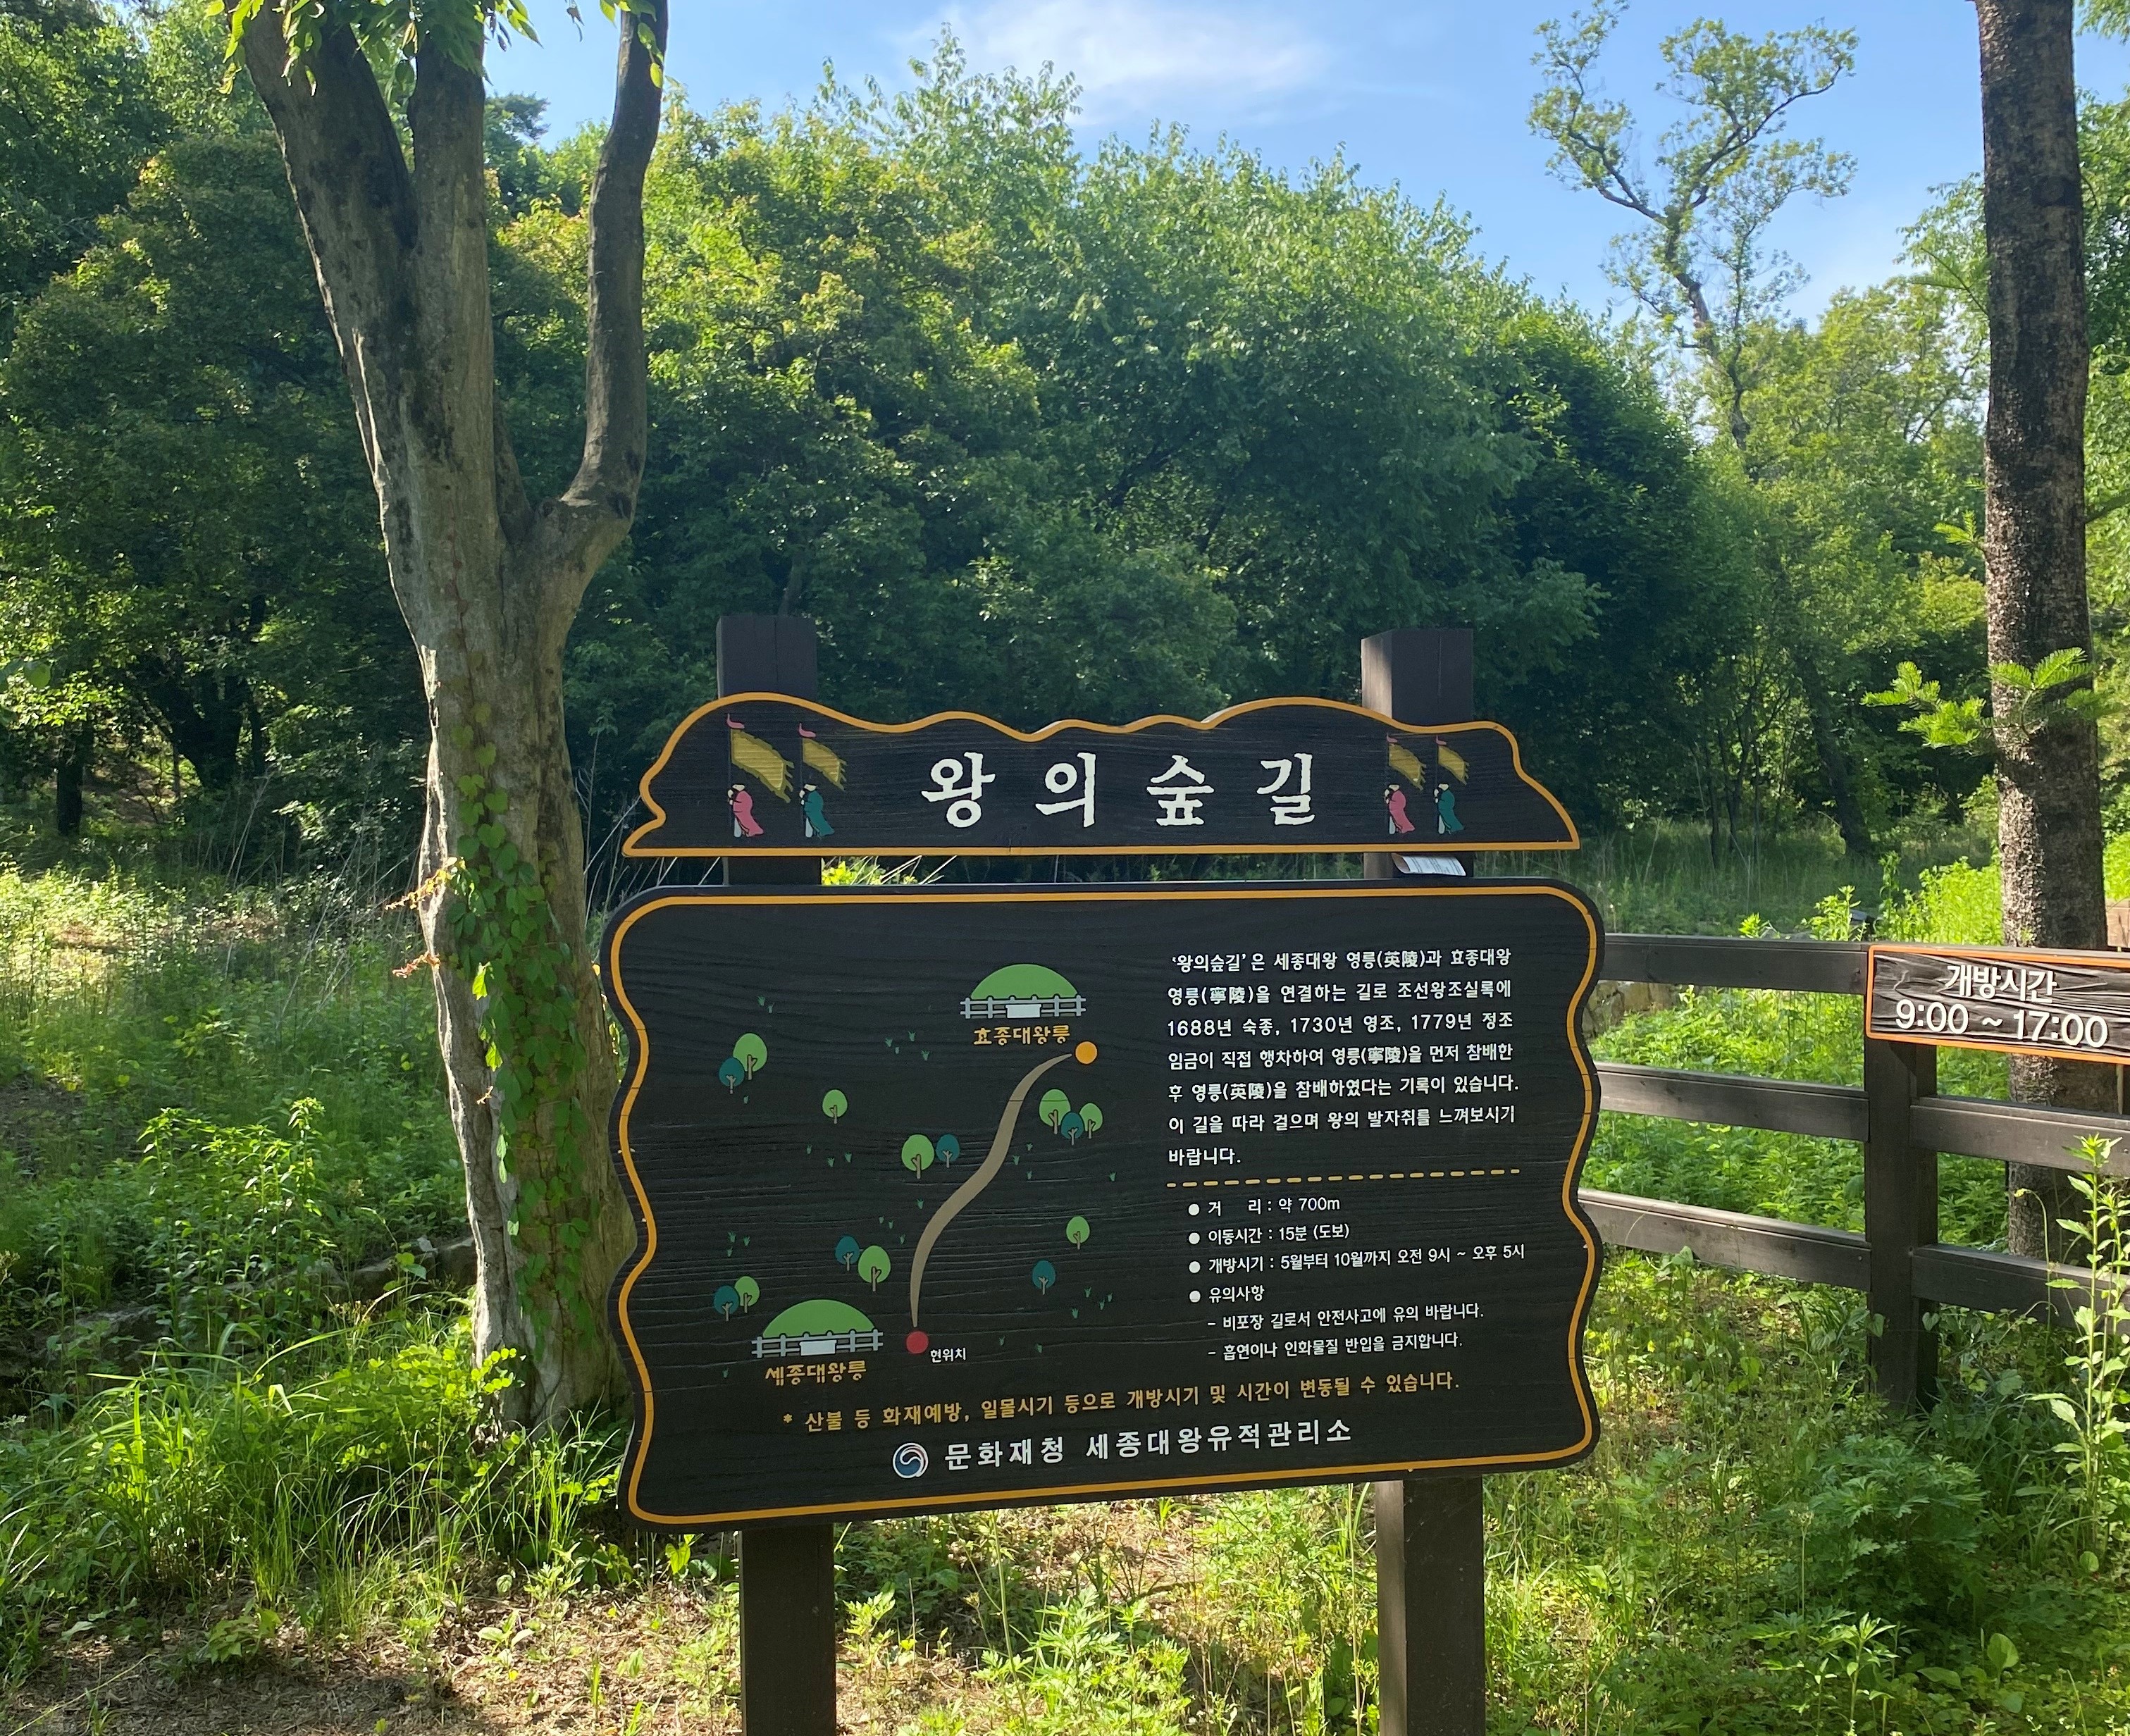 왕의숲길
'왕의숲길'은 세종대왕 영릉(英陵)과 효종대왕
영릉(寧陵)을 연결하는 길로 조선왕조실록에
1688년 숙종, 1730년 영조, 1779년 정조
임금이 직접 행차하여 영릉(寧陵)을 먼저 참배한
후 영릉(英陵)을 참배하였다는 기록이 있습니다.
이 길을 따라 걸으며 왕의 발자취를 느껴보시기
바랍니다.
효종대왕릉
세종대왕릉
현위치
● 거 리 : 약 700m
● 이동시간 : 15분 (도보)
● 개방시기 : 5월부터 10월까지 오전 9시 ~ 오후 5시
● 유의사항
- 비포장 길로서 안전사고에 유의 바랍니다.
- 흡연이나 인화물질 반입을 금지합니다.
* 산불 등 화재예방, 일몰시기 등으로 개방시기 및 시간이 변동될 수 있습니다.
문화재청 세종대왕유적관리소
개방시간
9:00 ~ 17:00